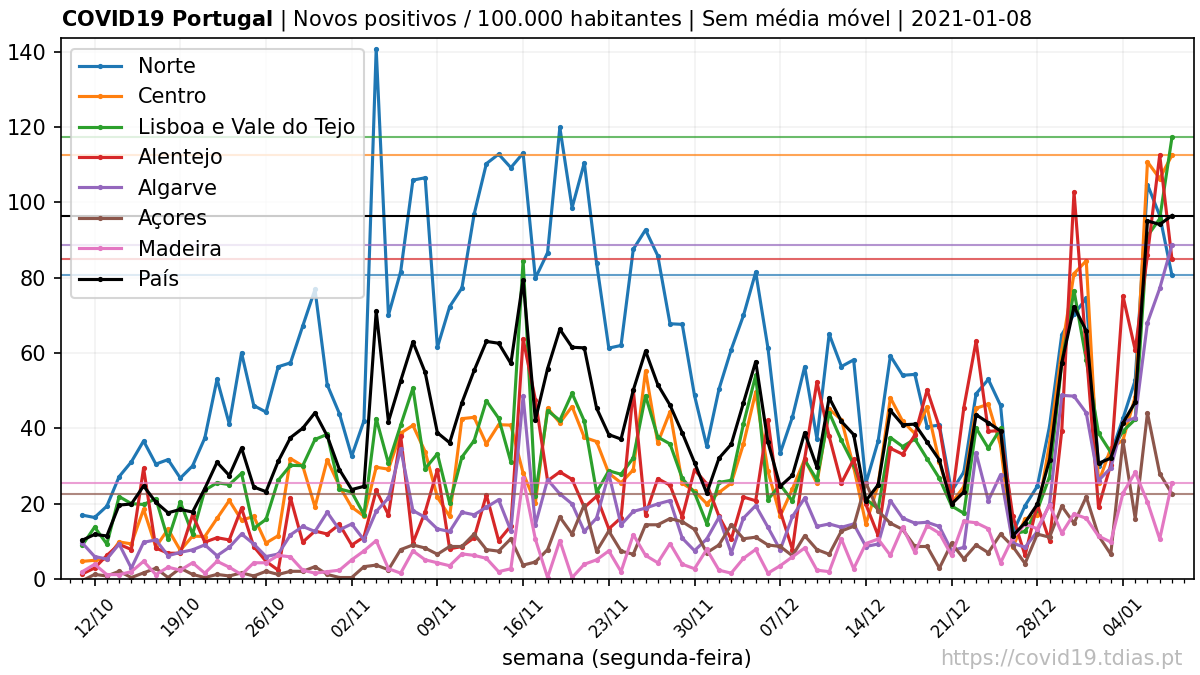 COVID19 Portugal | Novos positivos / 100.000 habitantes | Sem média móvel | 2021-01-08
140
120
100
80
60
40
20
0
Norte
Centro
Lisboa e Vale do Tejo
Alentejo
Algarve
Açores
Madeira
País
12/10
19/10
26/10
02/11
09/11
16/11
23/11
30/11
07/12
14/12
21/12
28/12
04/01
semana (segunda-feira)
https://covid19.tdias.pt